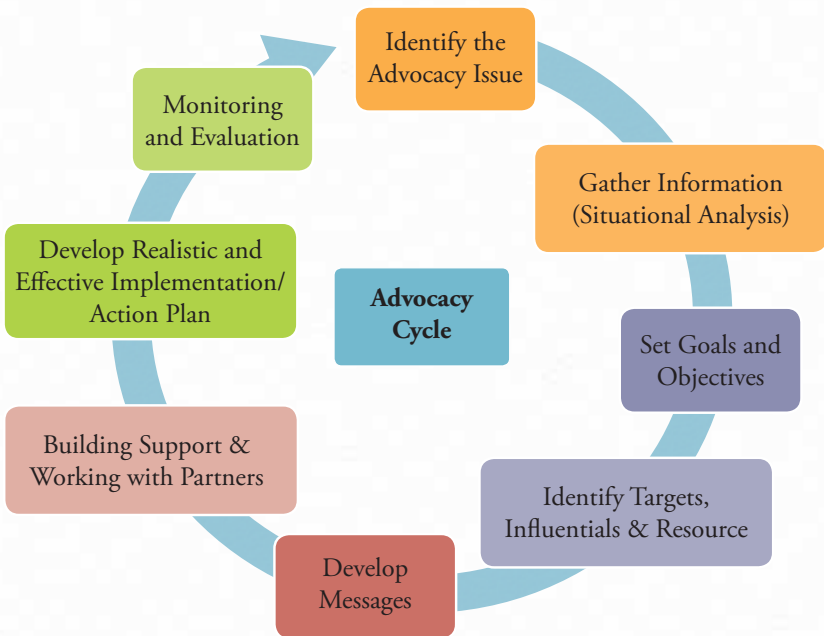 Identify the
Advocacy Issue
Gather Information
(Situational Analysis)
Set Goals and
Objectives
Identify Targets,
Influentials & Resource
Develop
Messages
Building Support &
Working with Partners
Develop Realistic and
Effective Implementation/
Action Plan
Monitoring
and Evaluation
Advocacy
Cycle